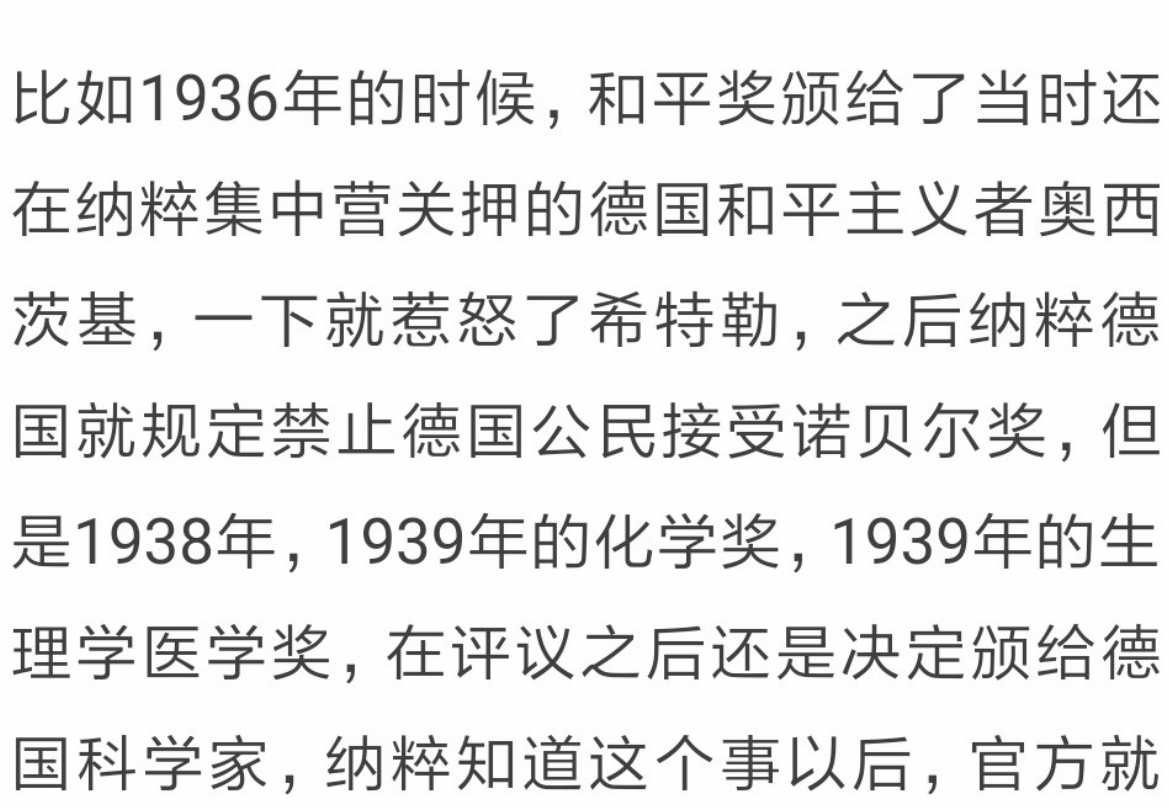 比如1936年的时候，和平奖颁给了当时还
在纳粹集中营关押的德国和平主义者奥西
茨基，一下就惹怒了希特勒，之后纳粹德
国就规定禁止德国公民接受诺贝尔奖，但
是1938年，1939年的化学奖，1939年的生
理学医学奖，在评议之后还是决定颁给德
国科学家，纳粹知道这个事以后，官方就